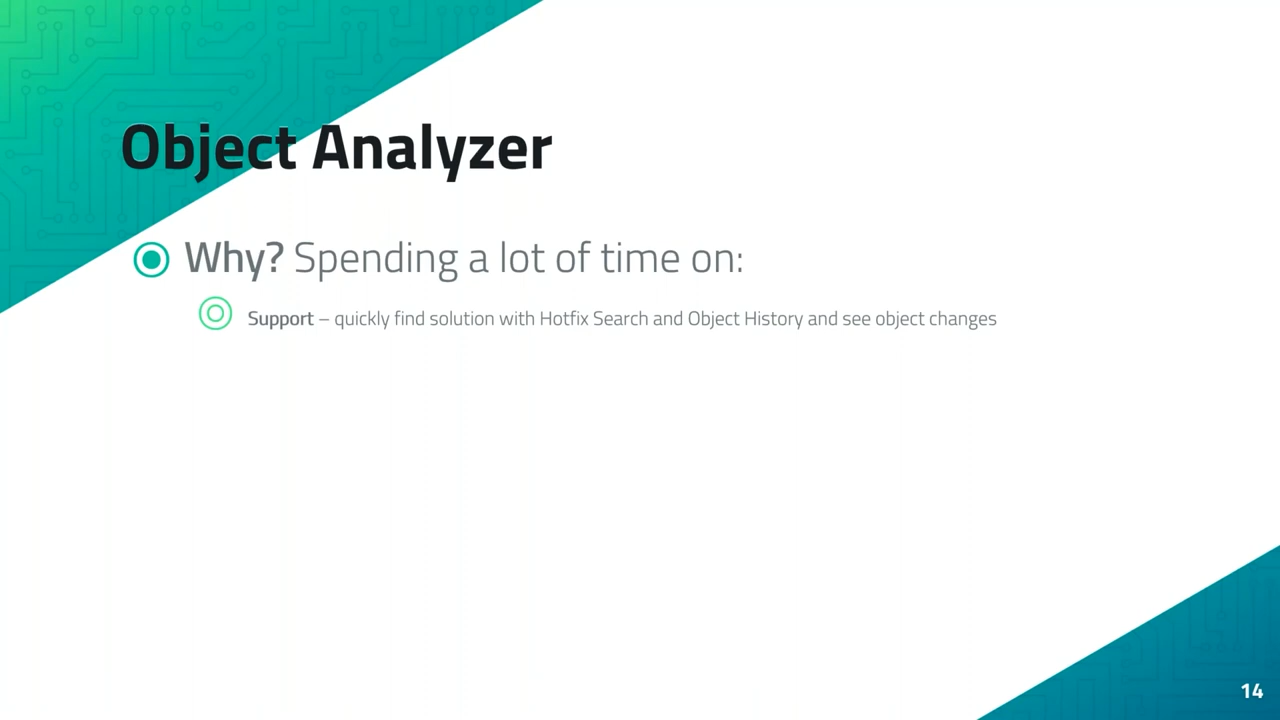 Object Analyzer
Why? Spending a lot of time on:
Support – quickly find solution with Hotfix Search and Object History and see object changes
14